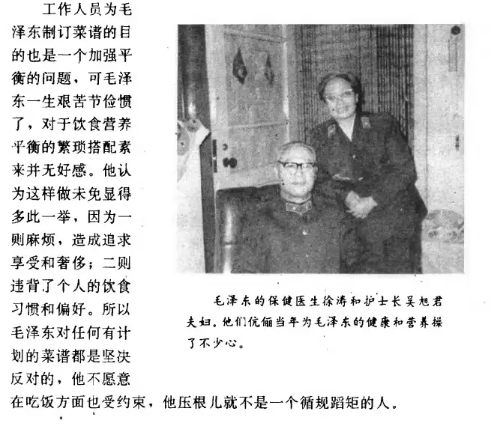 工作人员为毛
泽东制订菜谱的目
的也是一个加强平
衡的问题，可毛泽
东一生艰苦节俭惯
了，对于饮食营养
平衡的繁琐搭配素
来并无好感。他认
为这样做未免显得
多此一举，因为一
则麻烦，造成追求
享受和奢侈；二则
违背了个人的饮食
习惯和偏好。所以
毛泽东对任何有计
划的菜谱都是坚决
反对的，他不愿意
在吃饭方面也受约束，他压根儿就不是一个循规蹈矩的人。
毛泽东的保健医生徐涛和护士长吴旭君
夫妇。他们伉俪当年为毛泽东的健康和营养操
了不少心。